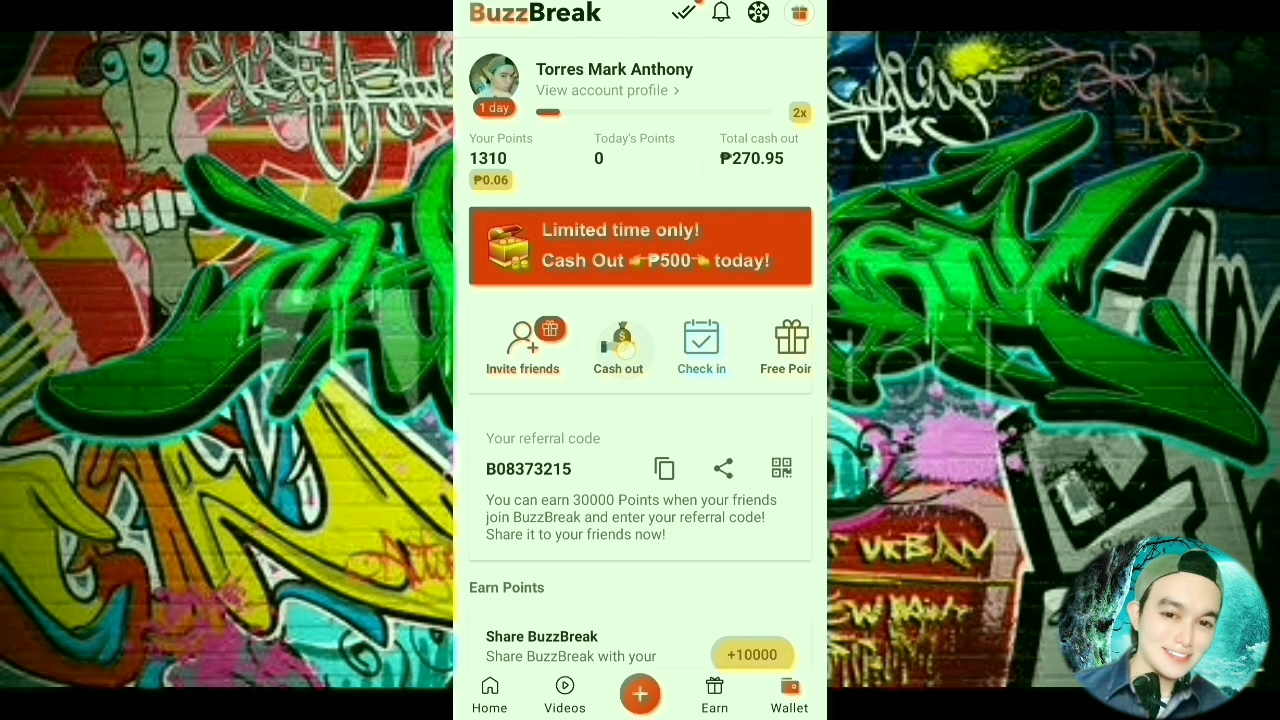 BuzzBreak
Torres Mark Anthony
View account profile >
1 day
2x
Your Points
Today's Points
Total cash out
1310
0
₱270.95
₱0.06
Limited time only!
Cash Out 👉₱500👈 today!
Invite friends
Cash out
Check in
Free Poin
Your referral code
B08373215
You can earn 30000 Points when your friends
join BuzzBreak and enter your referral code!
Share it to your friends now!
Earn Points
Share BuzzBreak
Share BuzzBreak with your
+10000
Home
Videos
Earn
Wallet
URBAN